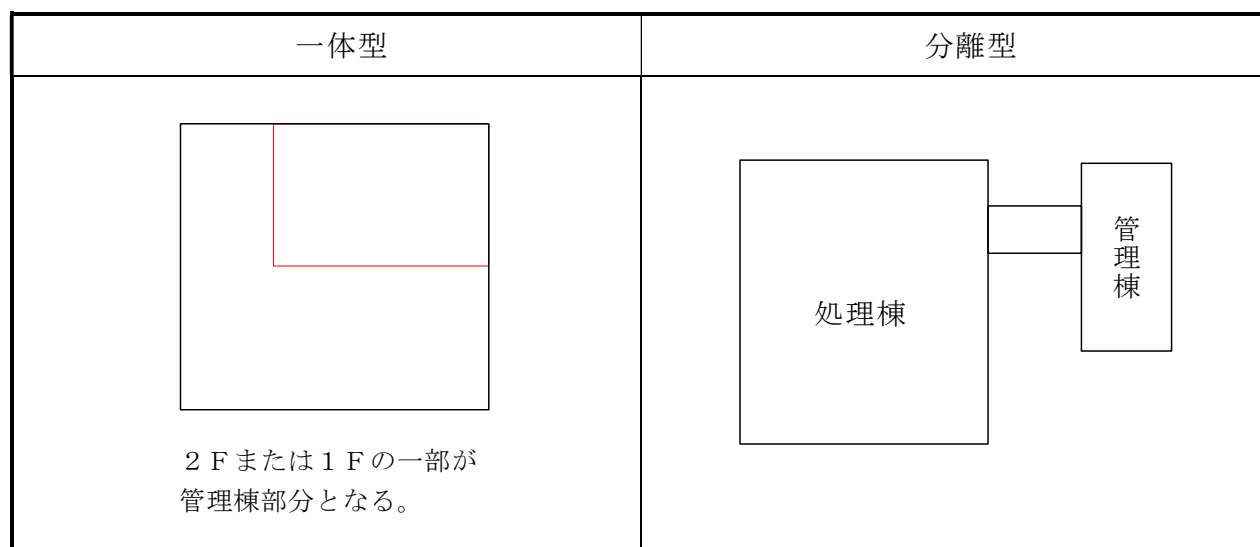 一体型
分離型
２Ｆまたは１Ｆの一部が
管理棟部分となる。
処理棟
管理棟